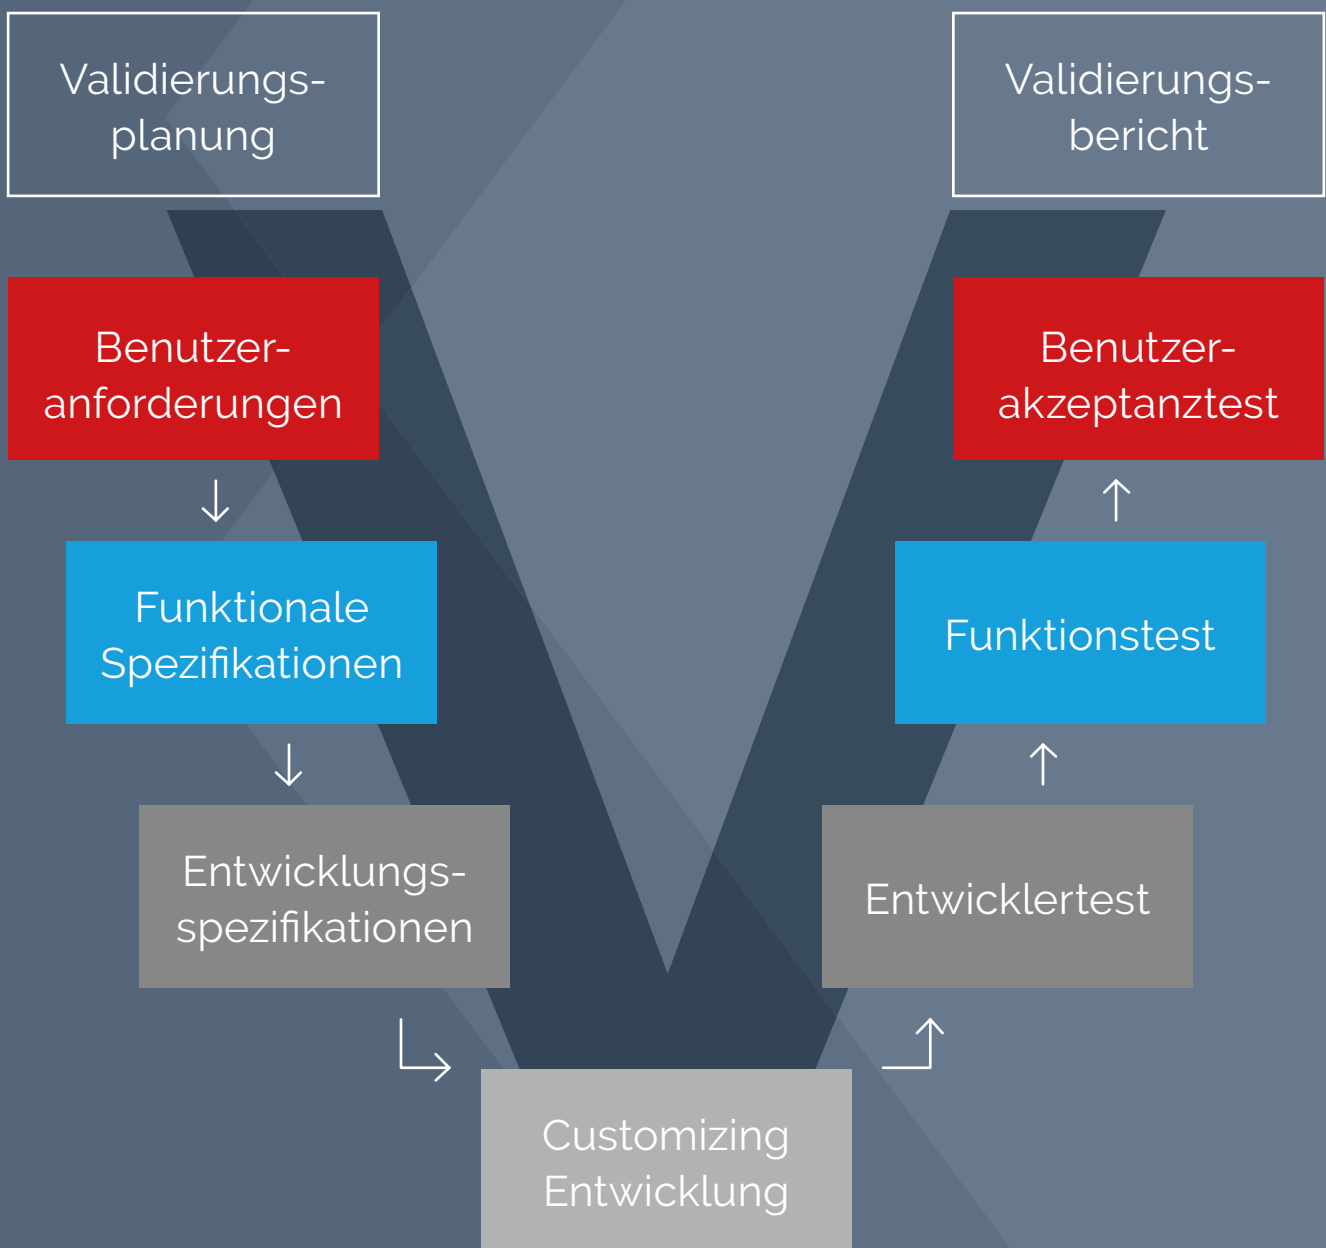 Validierungs-
planung
Validierungs-
bericht
Benutzer-
anforderungen
Benutzer-
akzeptanztest
Funktionale
Spezifikationen
Funktionstest
Entwicklungs-
spezifikationen
Entwicklertest
Customizing
Entwicklung